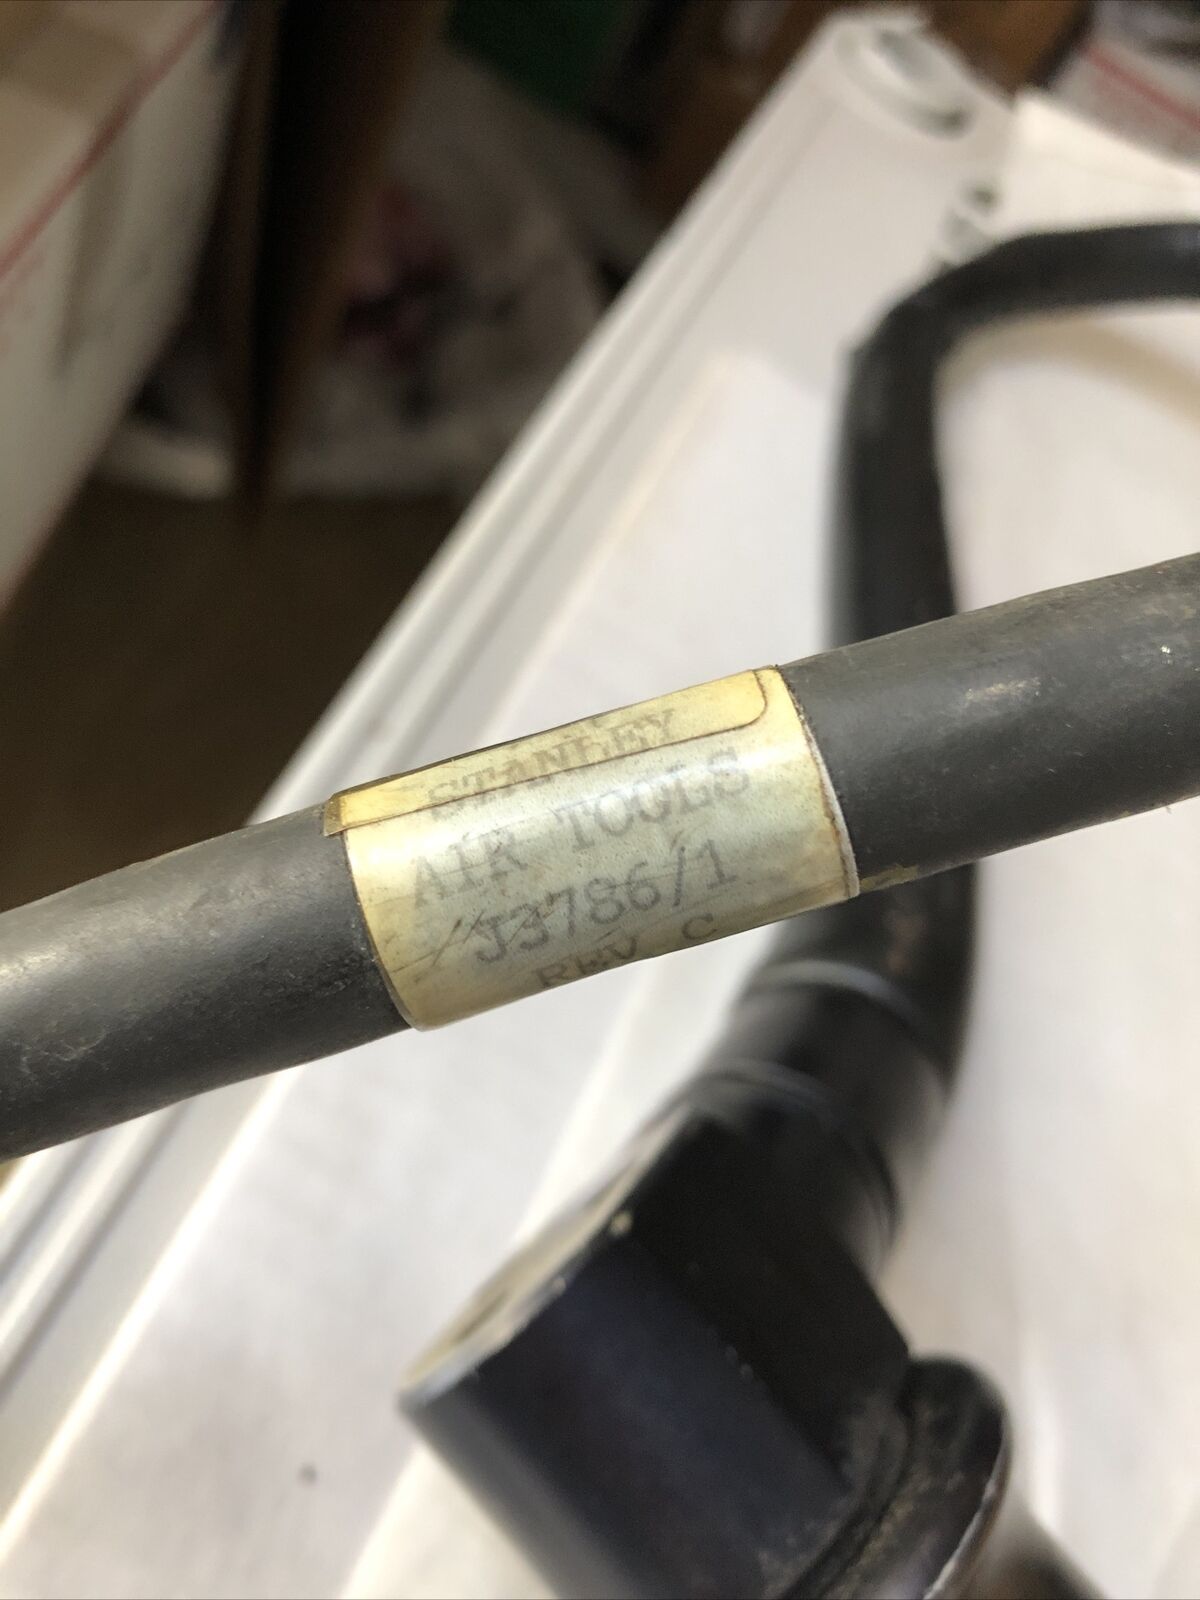 STANLEY
AIR TOOLS
J3786/1
REV C